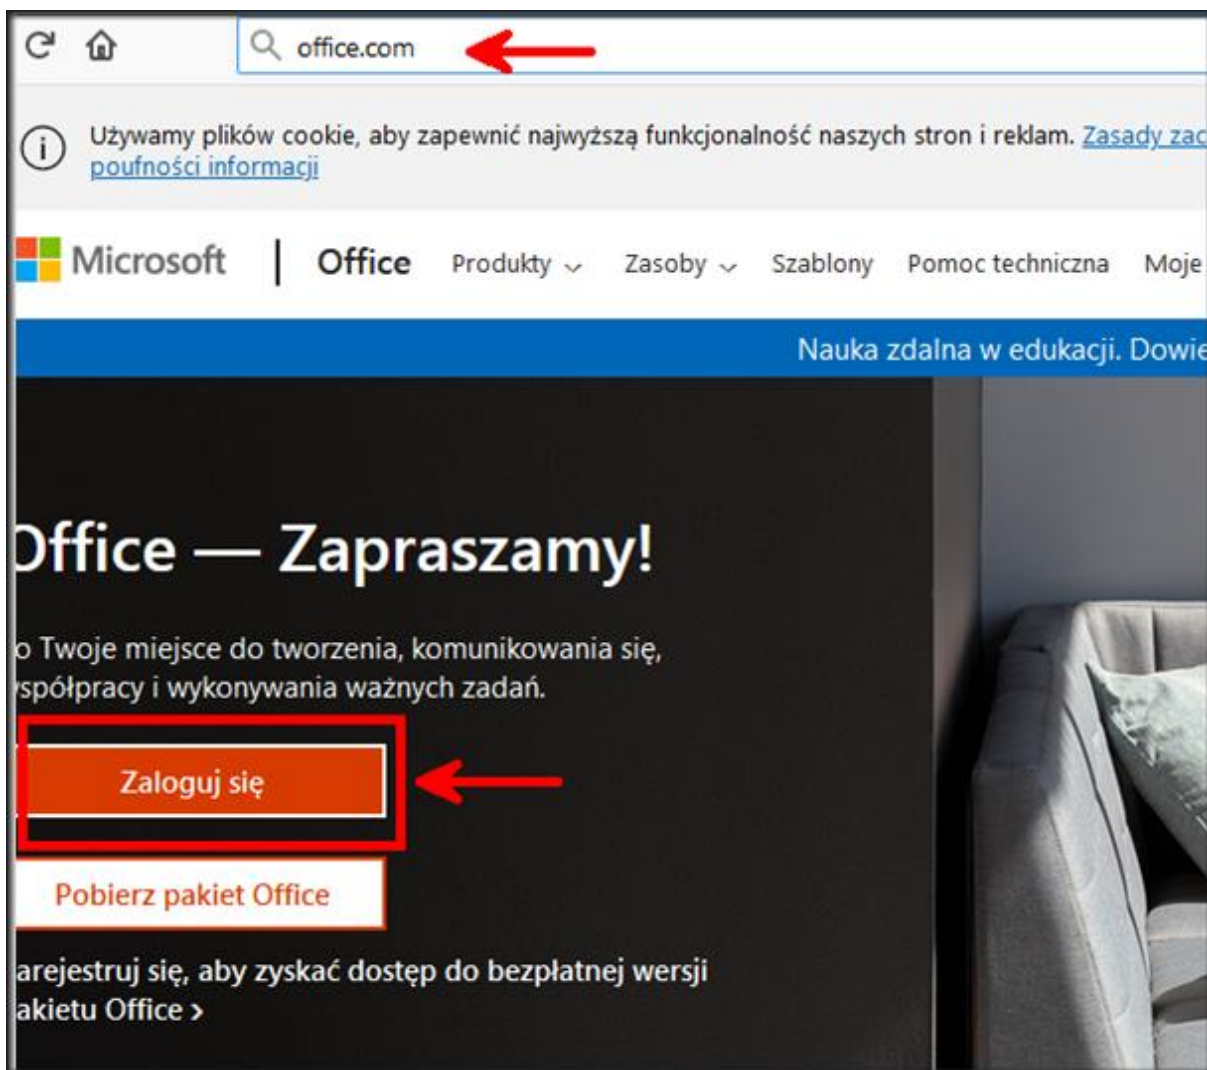 office.com
Używamy plików cookie, aby zapewnić najwyższą funkcjonalność naszych stron i reklam. Zasady zac
poufności informacji
Microsoft | Office Produkty Zasoby Szablony Pomoc techniczna Moje
Nauka zdalna w edukacji. Dowie
Office — Zapraszamy!
o Twoje miejsce do tworzenia, komunikowania się,
współpracy i wykonywania ważnych zadań.
Zaloguj się
Pobierz pakiet Office
arejestruj się, aby zyskać dostęp do bezpłatnej wersji
akietu Office >